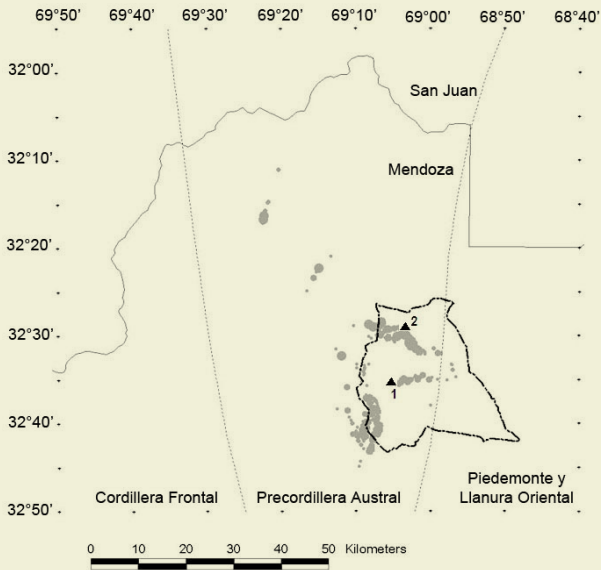 69°50' 69°30' 69°20' 69°10' 69°00' 68°50' 68°40'
32°00'
San Juan
32°10'
Mendoza
32°20'
32°30'
2
1
32°40'
Cordillera Frontal Precordillera Austral Piedemonte y
Llanura Oriental
32°50'
0 10 20 30 40 50 Kilometers